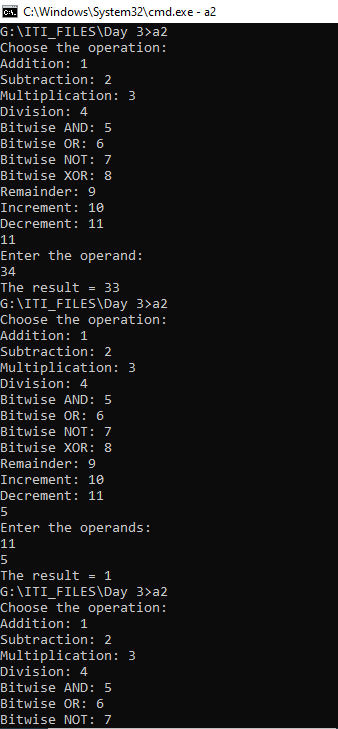 C:\Windows\System32\cmd.exe - a2
G:\ITI_FILES\Day 3>a2
Choose the operation:
Addition: 1
Subtraction: 2
Multiplication: 3
Division: 4
Bitwise AND: 5
Bitwise OR: 6
Bitwise NOT: 7
Bitwise XOR: 8
Remainder: 9
Increment: 10
Decrement: 11
11
Enter the operand:
34
The result = 33
G:\ITI_FILES\Day 3>a2
Choose the operation:
Addition: 1
Subtraction: 2
Multiplication: 3
Division: 4
Bitwise AND: 5
Bitwise OR: 6
Bitwise NOT: 7
Bitwise XOR: 8
Remainder: 9
Increment: 10
Decrement: 11
5
Enter the operands:
11
5
The result = 1
G:\ITI_FILES\Day 3>a2
Choose the operation:
Addition: 1
Subtraction: 2
Multiplication: 3
Division: 4
Bitwise AND: 5
Bitwise OR: 6
Bitwise NOT: 7